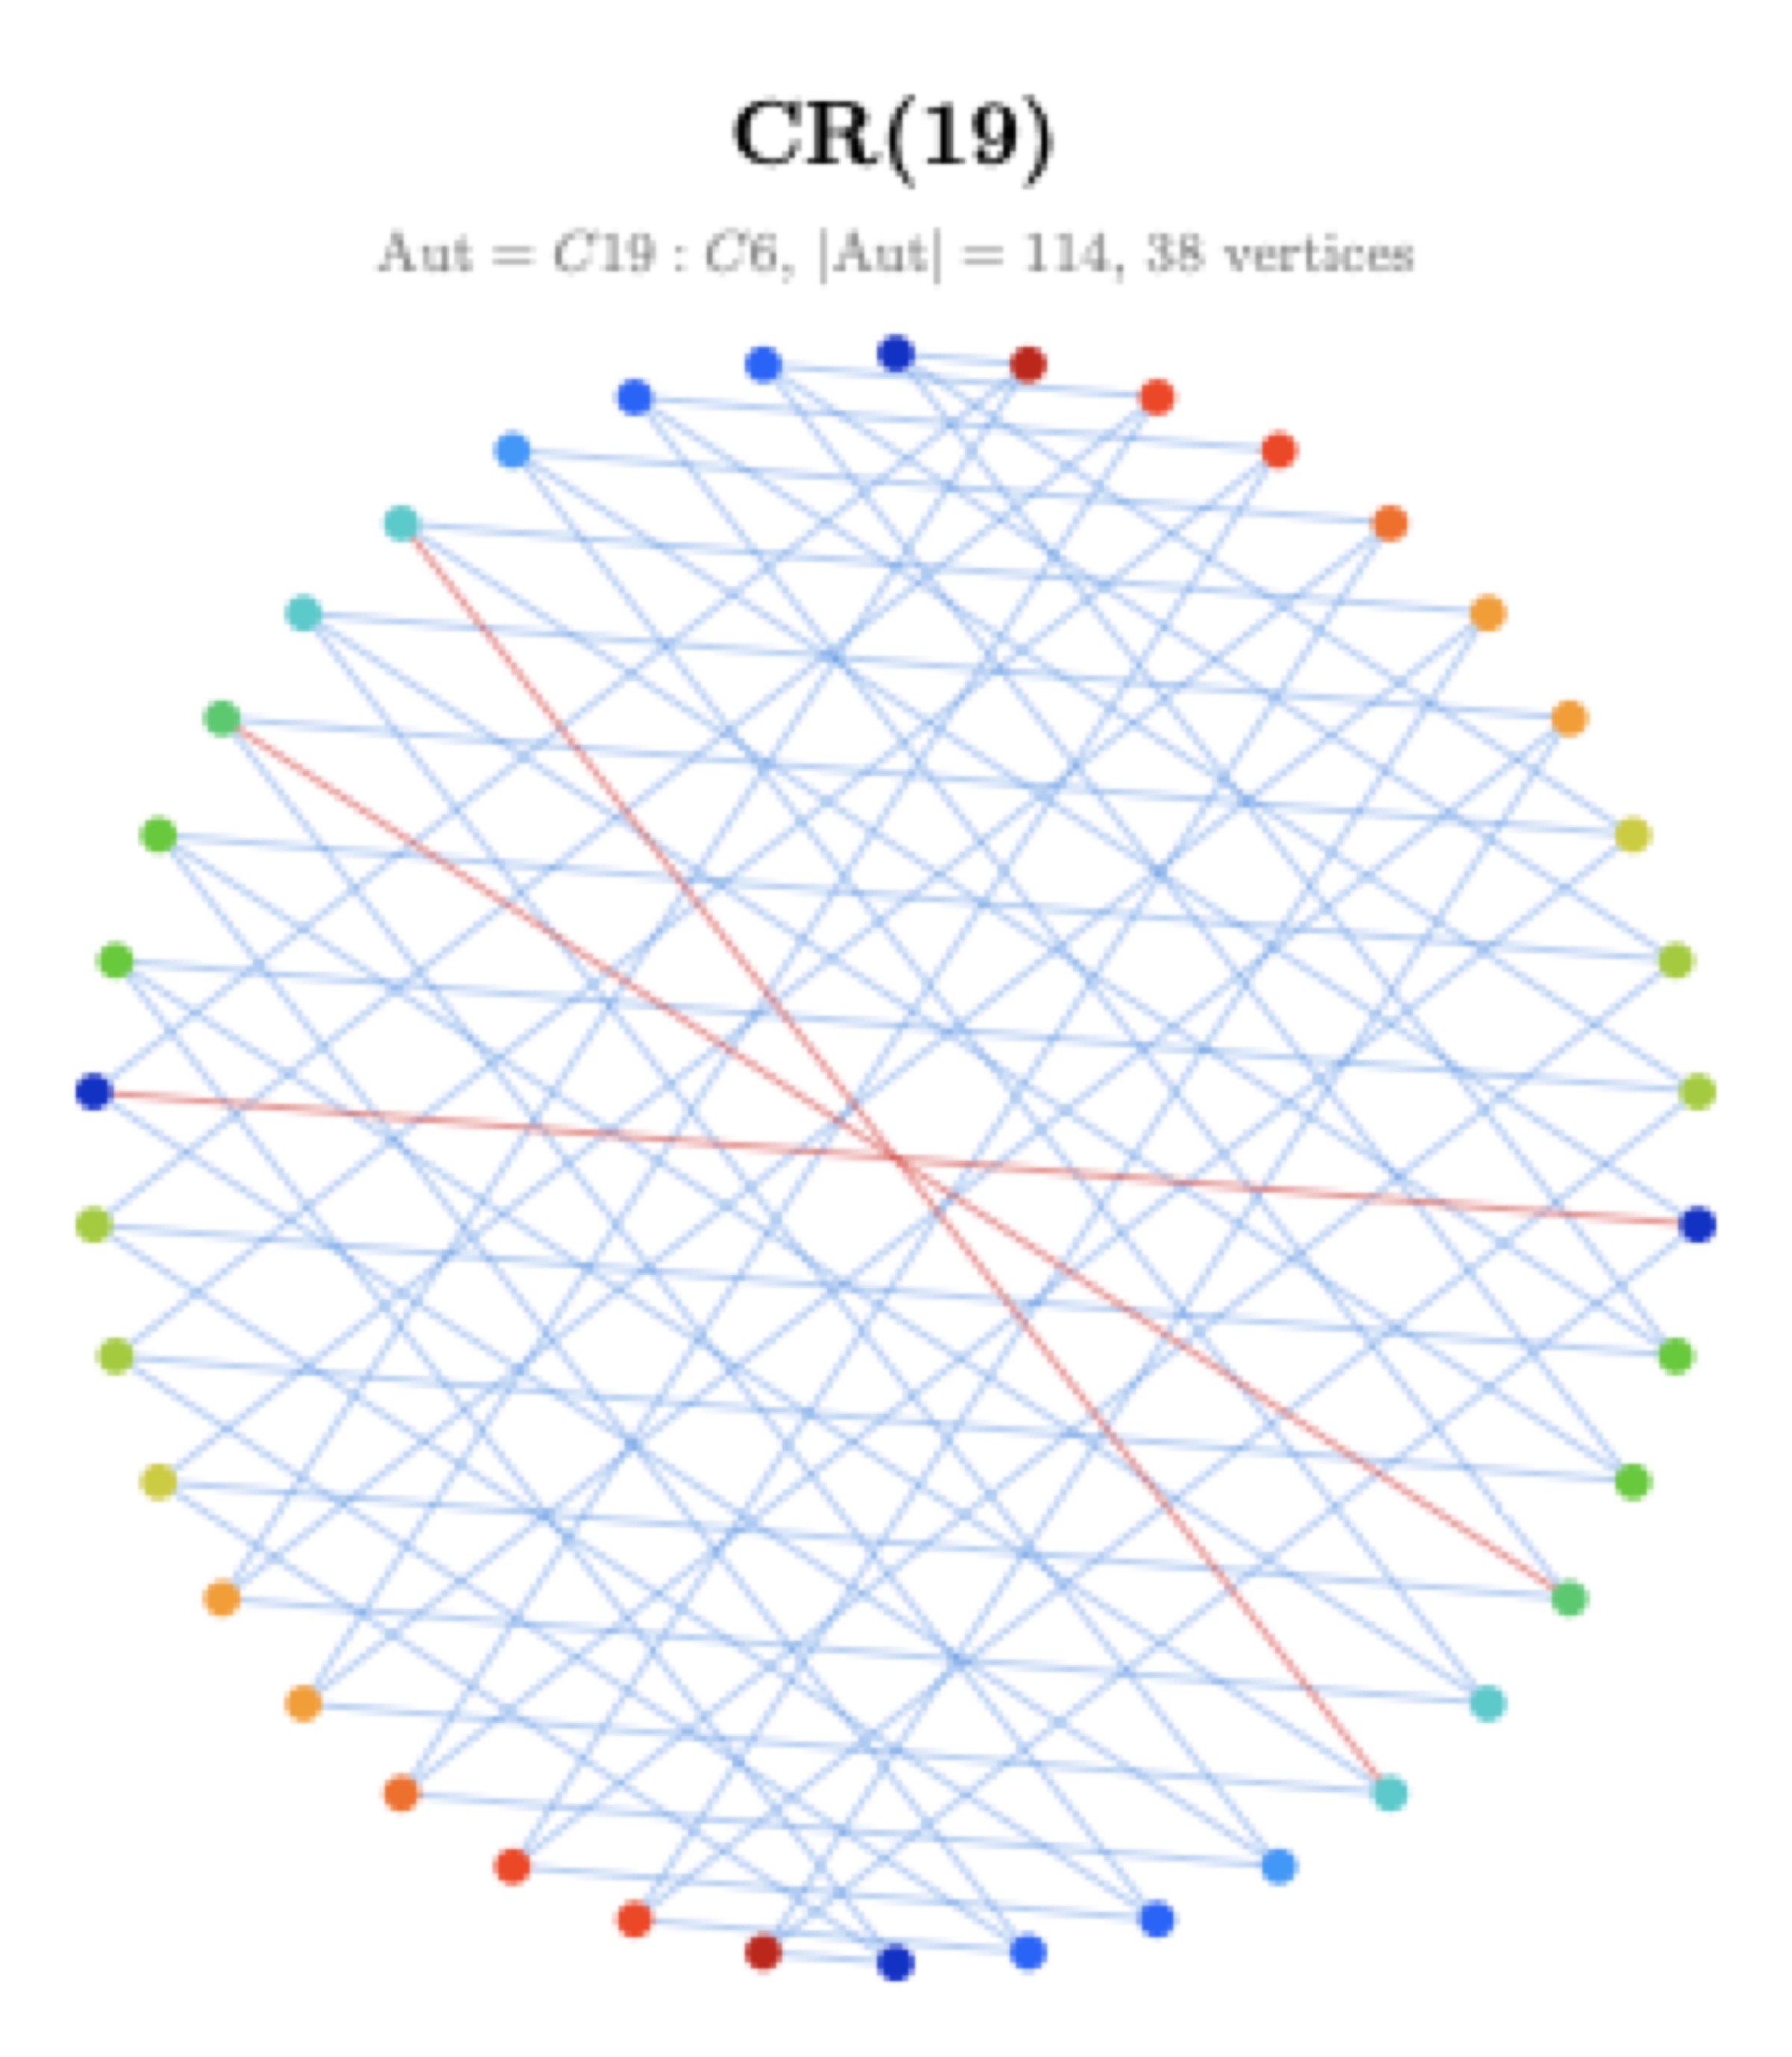 CR(19)
Aut = C19 : C6, |Aut| = 114, 38 vertices